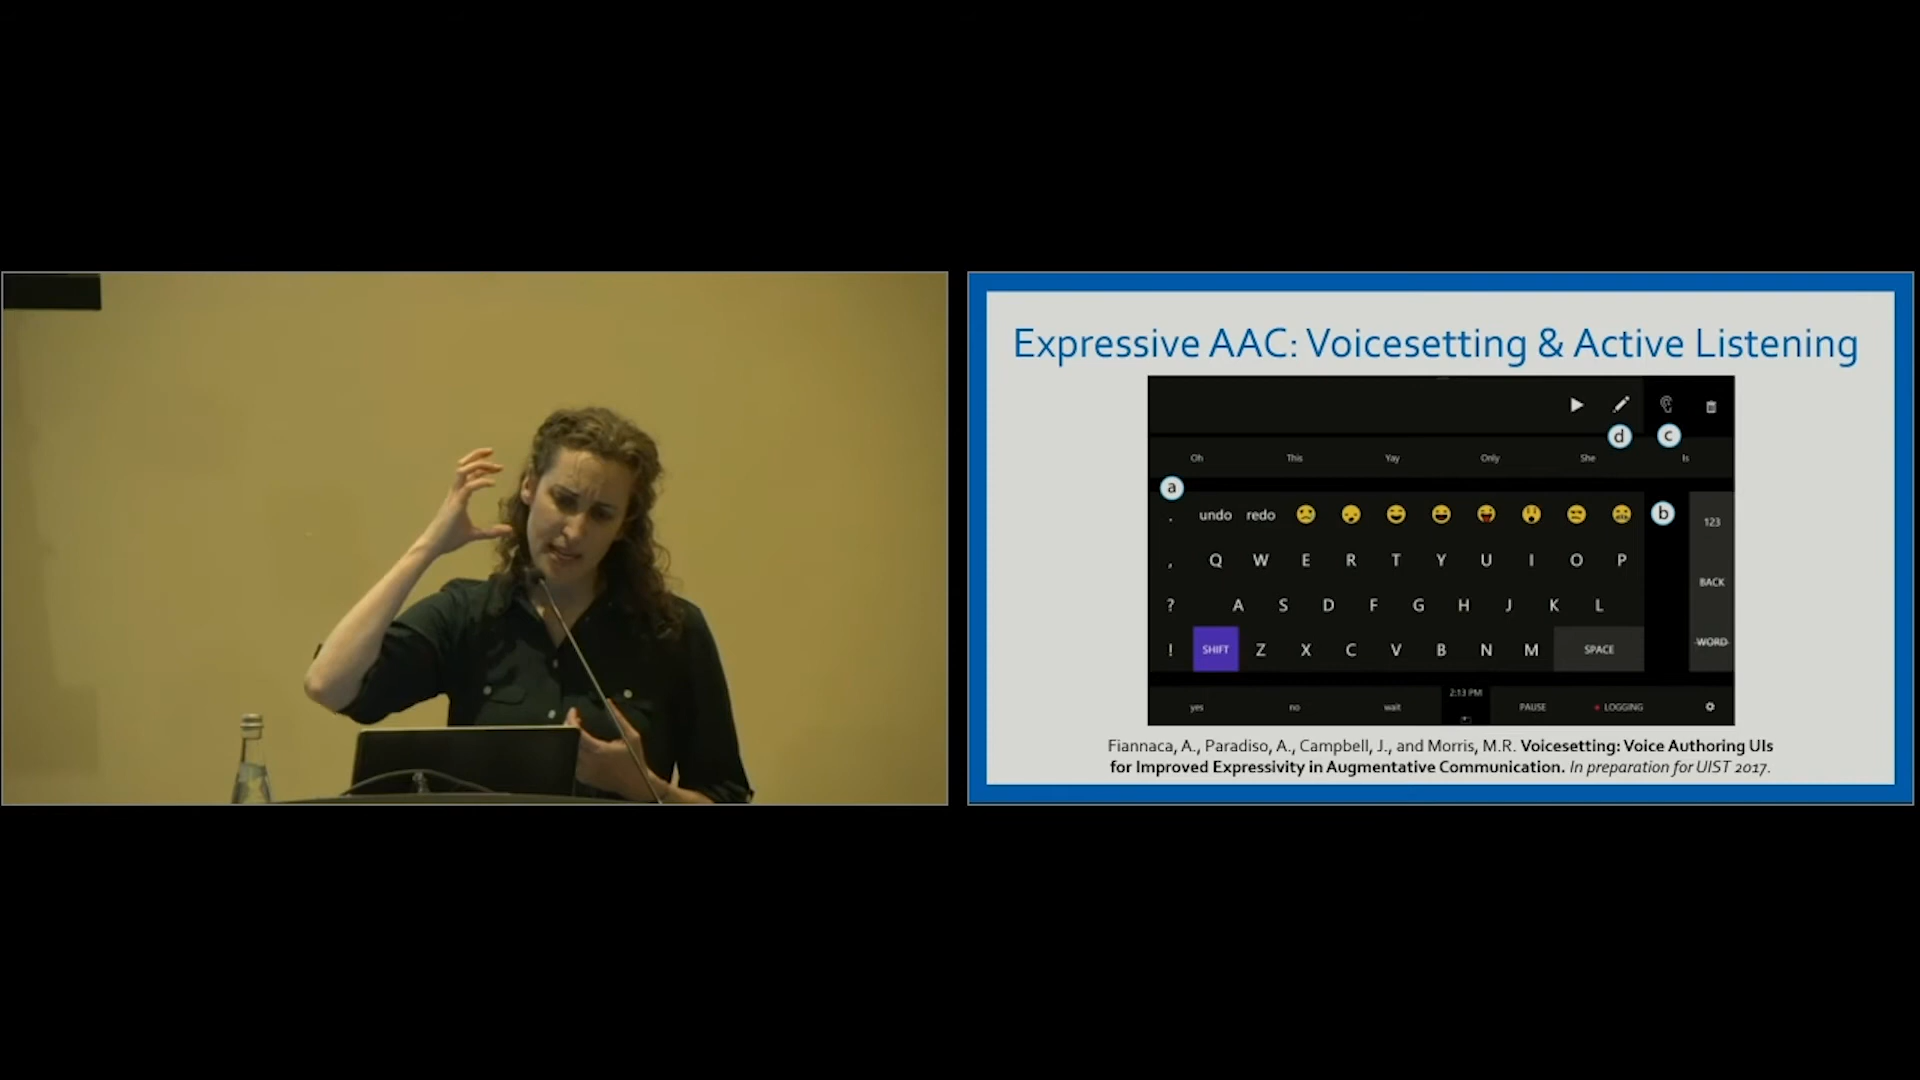 Expressive AAC: Voicesetting & Active Listening
d c
Oh This Yay Only She Is
a
. undo redo b 123
, Q W E R T Y U I O P
BACK
? A S D F G H J K L
WORD
! SHIFT Z X C V B N M SPACE
2:13 PM
yes no wait PAUSE LOGGING
Fiannaca, A., Paradiso, A., Campbell, J., and Morris, M.R. Voicesetting: Voice Authoring UIs
for Improved Expressivity in Augmentative Communication. In preparation for UIST 2017.